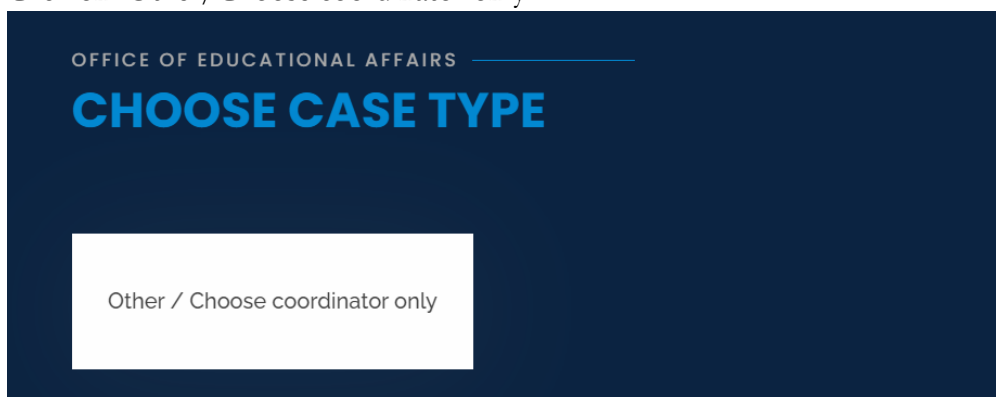 OFFICE OF EDUCATIONAL AFFAIRS
CHOOSE CASE TYPE
Other / Choose coordinator only